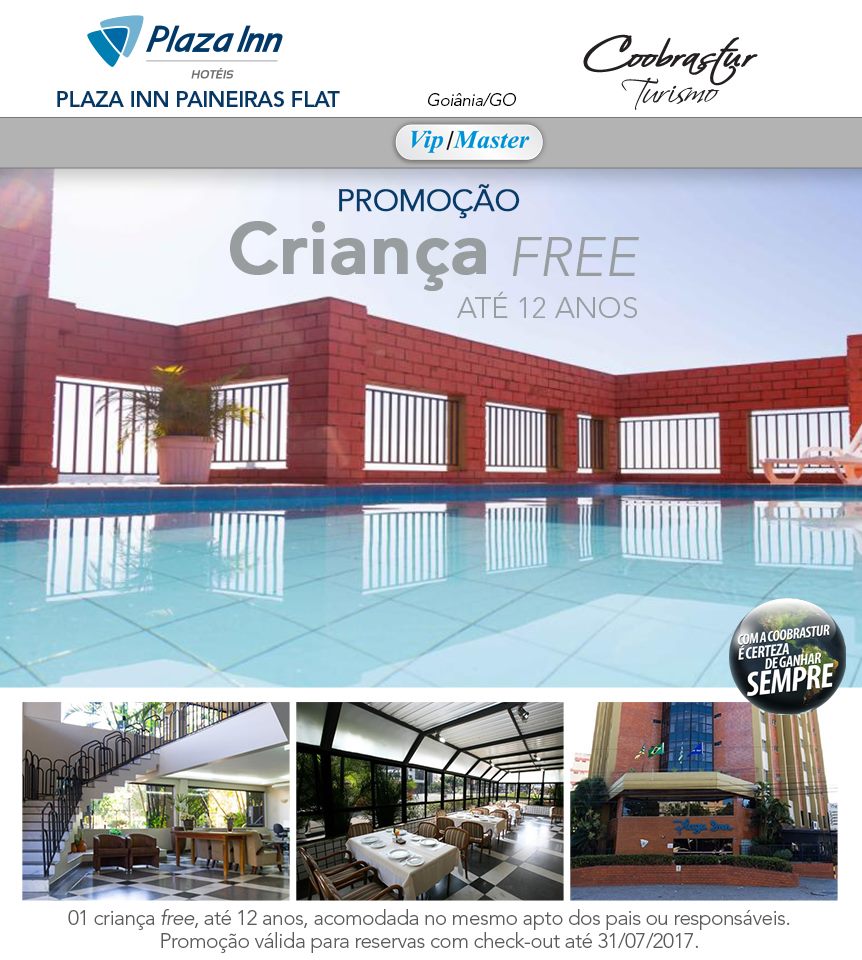 Plaza Inn
HOTÉIS
PLAZA INN PAINEIRAS FLAT
Goiânia/GO
Coobrastur
Turismo
Vip/Master
PROMOÇÃO
Criança FREE
ATÉ 12 ANOS
COM A COOBRASTUR
É CERTEZA
DE GANHAR
SEMPRE
Plaza Inn
01 criança free, até 12 anos, acomodada no mesmo apto dos pais ou responsáveis.
Promoção válida para reservas com check-out até 31/07/2017.